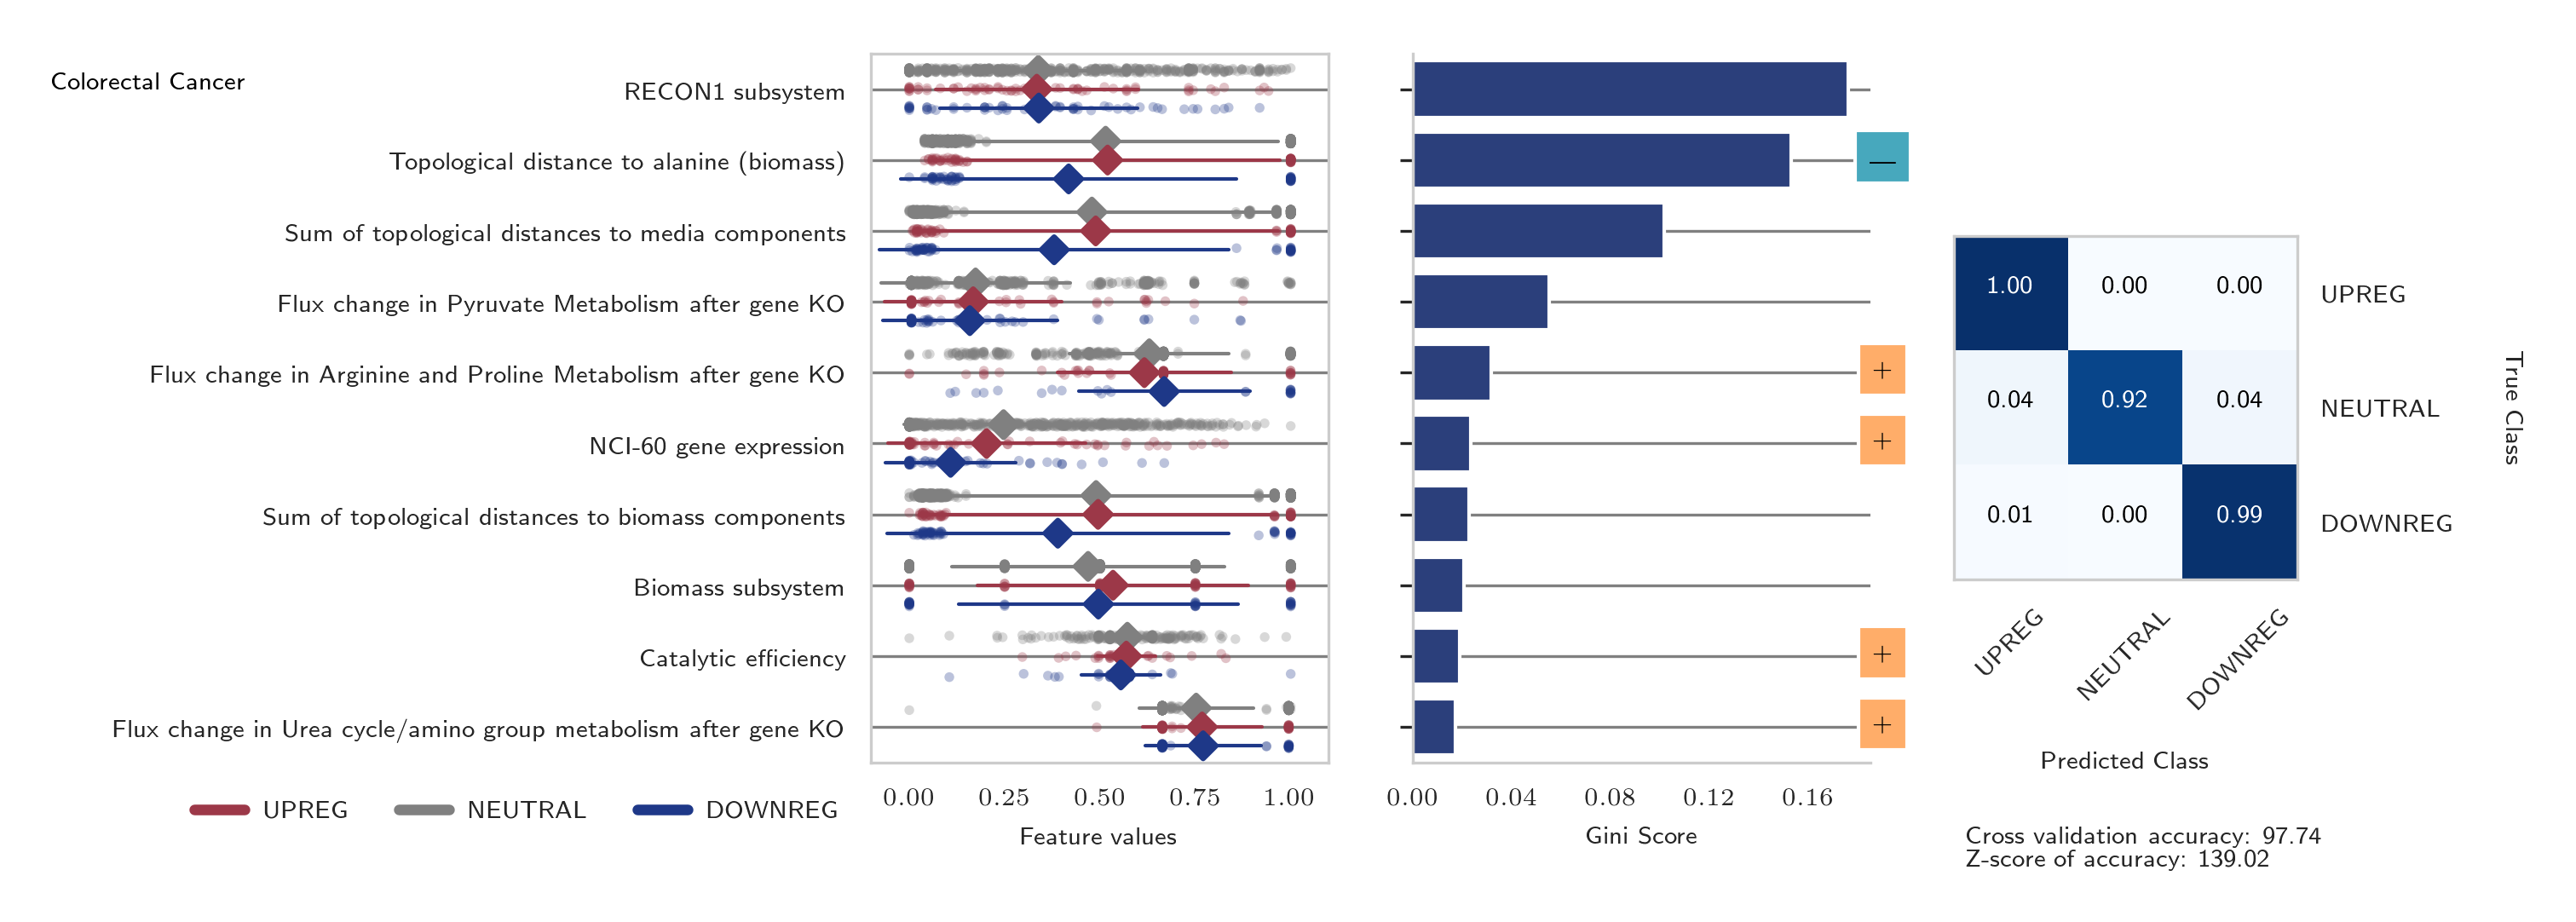 Colorectal Cancer
RECON1 subsystem
Topological distance to alanine (biomass)
Sum of topological distances to media components
Flux change in Pyruvate Metabolism after gene KO
Flux change in Arginine and Proline Metabolism after gene KO
NCI-60 gene expression
Sum of topological distances to biomass components
Biomass subsystem
Catalytic efficiency
Flux change in Urea cycle/amino group metabolism after gene KO
UPREG NEUTRAL DOWNREG
0.00 0.25 0.50 0.75 1.00
Feature values
—
+
+
+
+
0.00 0.04 0.08 0.12 0.16
Gini Score
1.00 0.00 0.00 UPREG
0.04 0.92 0.04 NEUTRAL
0.01 0.00 0.99 DOWNREG
True Class
UPREG NEUTRAL DOWNREG
Predicted Class
Cross validation accuracy: 97.74
Z-score of accuracy: 139.02